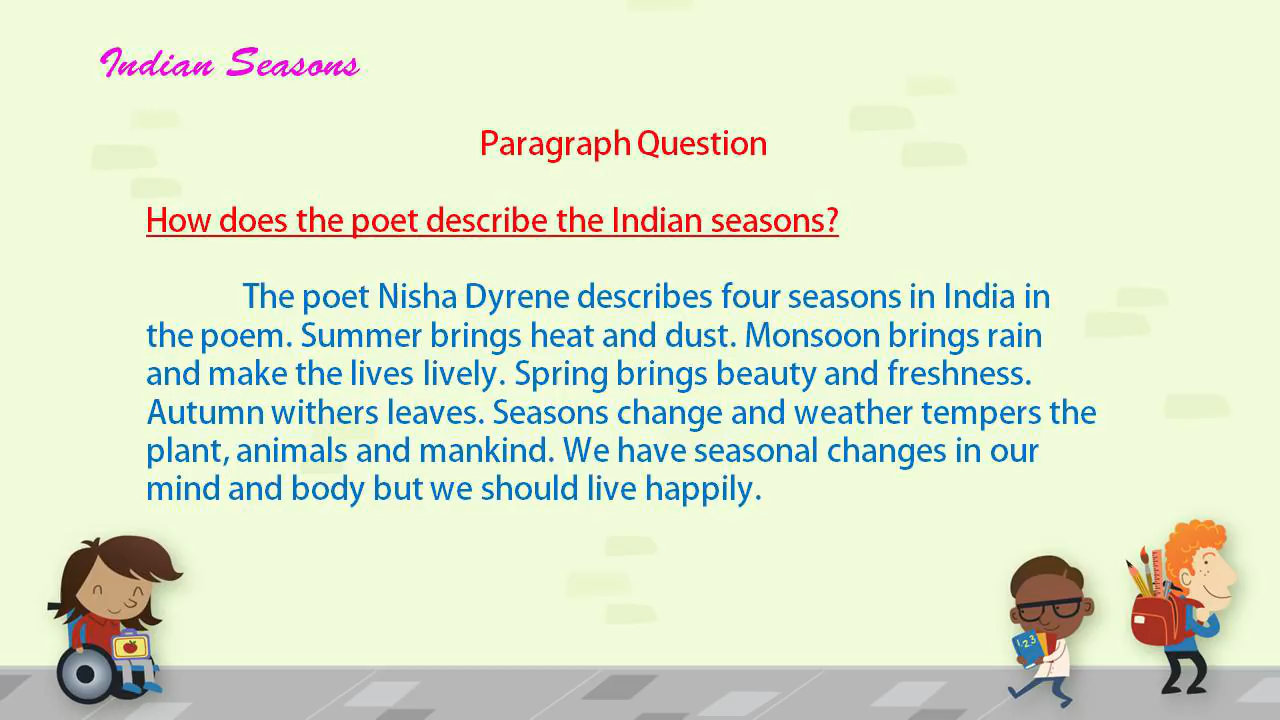 Indian Seasons
Paragraph Question
How does the poet describe the Indian seasons?
The poet Nisha Dyrene describes four seasons in India in
the poem. Summer brings heat and dust. Monsoon brings rain
and make the lives lively. Spring brings beauty and freshness.
Autumn withers leaves. Seasons change and weather tempers the
plant, animals and mankind. We have seasonal changes in our
mind and body but we should live happily.
123